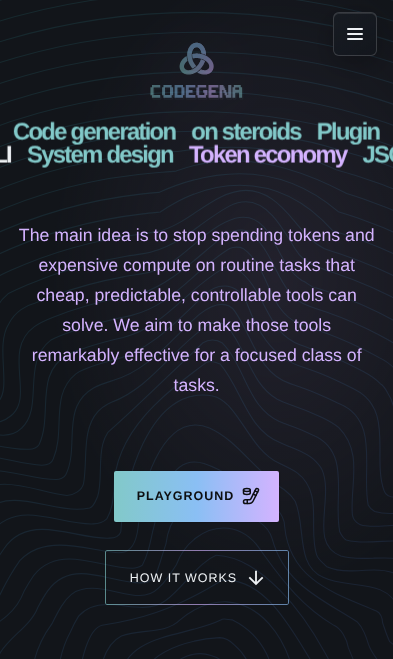 CODEGENA
Code generation on steroids Plugin
LI System design Token economy JSO
The main idea is to stop spending tokens and
expensive compute on routine tasks that
cheap, predictable, controllable tools can
solve. We aim to make those tools
remarkably effective for a focused class of
tasks.
PLAYGROUND
HOW IT WORKS